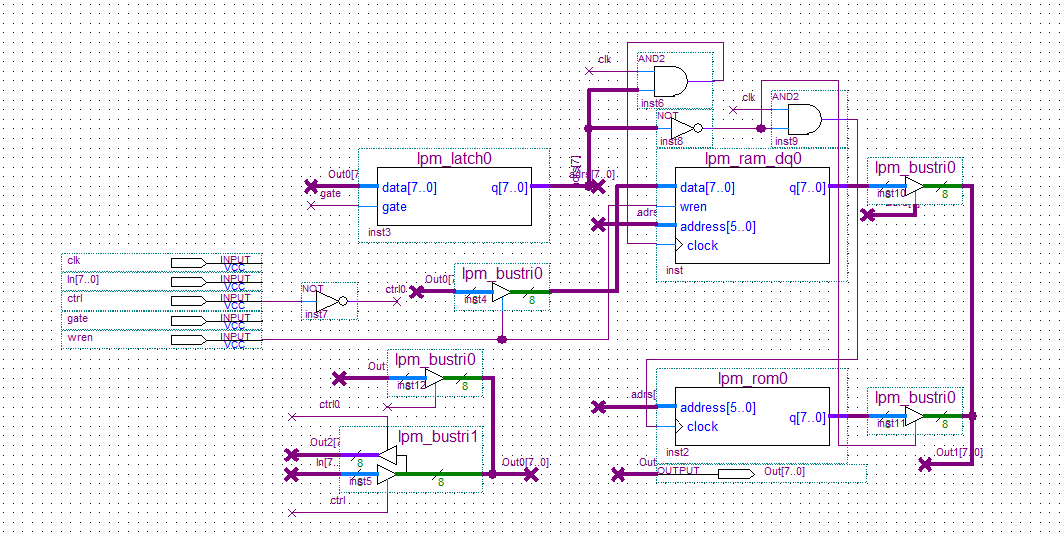 clk
AND2
inst6
clk
AND2
NOT
inst8
inst9
lpm_latch0
lpm_ram_dq0
lpm_bustri0
Out0[7
data[7..0]
q[7..0]
adrs[7..0]
data[7..0]
q[7..0]
inst10
gate
gate
wren
inst3
adrs
address[5..0]
clock
inst
clk
INPUT
VCC
In[7..0]
INPUT
VCC
ctrl
INPUT
VCC
gate
INPUT
VCC
wren
INPUT
VCC
NOT
inst7
ctrl0
Out0[
lpm_bustri0
inst4
8
lpm_bustri0
Out
inst12
8
lpm_rom0
lpm_bustri0
adrs[
address[5..0]
q[7..0]
inst11
8
clock
inst2
ctrl0
lpm_bustri1
Out2[7
8
In[7..
inst5
8
Out0[7..0]
ctrl
Out1[7..0]
Out
OUTPUT
Out[7..0]